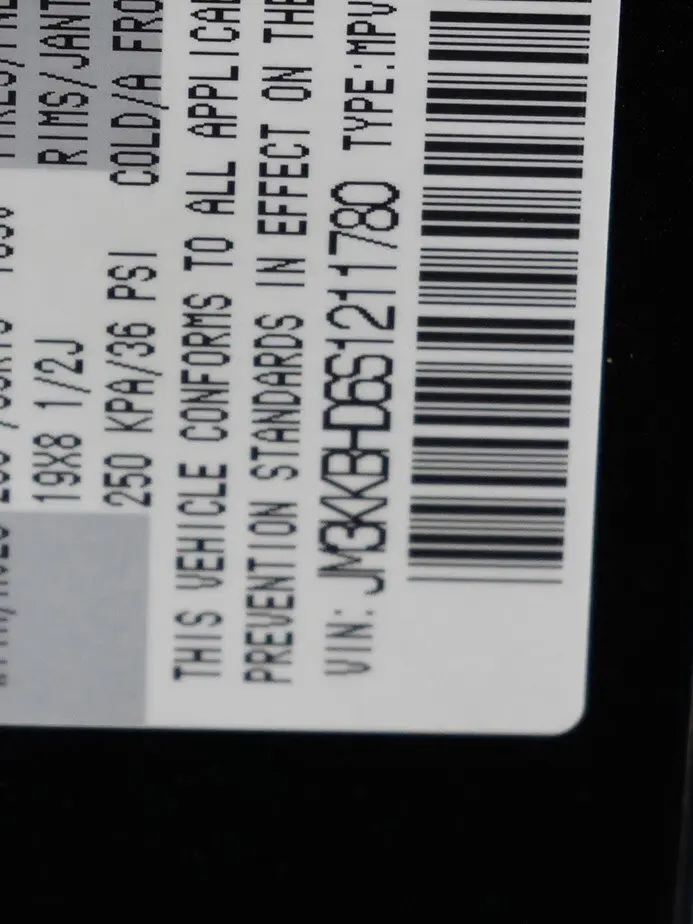 19X8 1/2J RIMS/JANT
250 KPA/36 PSI COLD/A FRO
THIS VEHICLE CONFORMS TO ALL APPLICA
PREVENTION STANDARDS IN EFFECT ON THE
VIN: JM3KKBHD6S1211780 TYPE:MPV